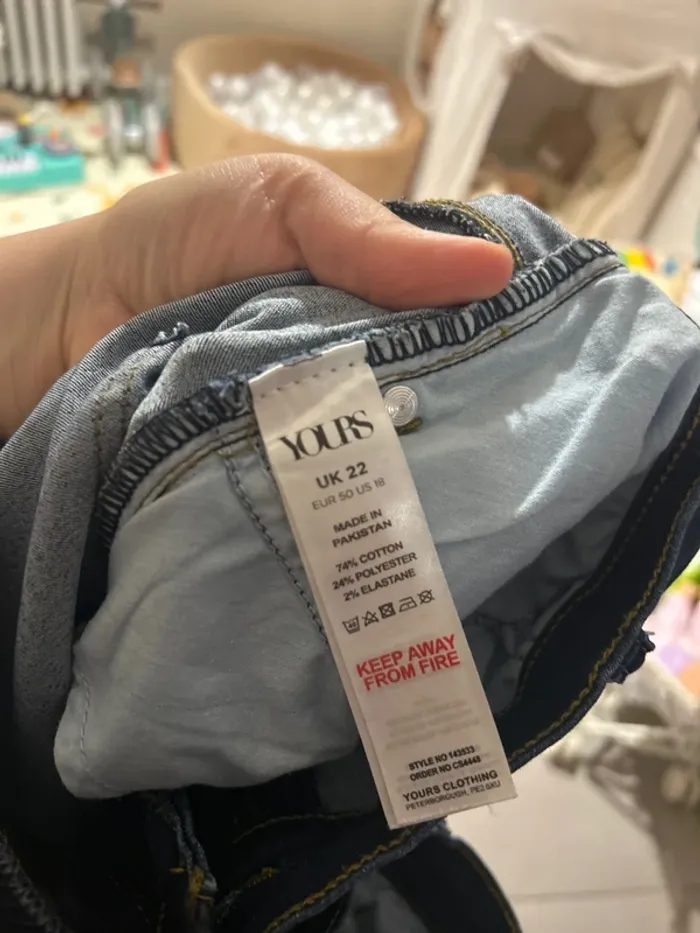 YOURS
UK 22
EUR 50 US 18
MADE IN
PAKISTAN
74% COTTON
24% POLYESTER
2% ELASTANE
40
KEEP AWAY
FROM FIRE
STYLE NO 143533
ORDER NO CS4448
YOURS CLOTHING
PETERBOROUGH, PE2 6XU